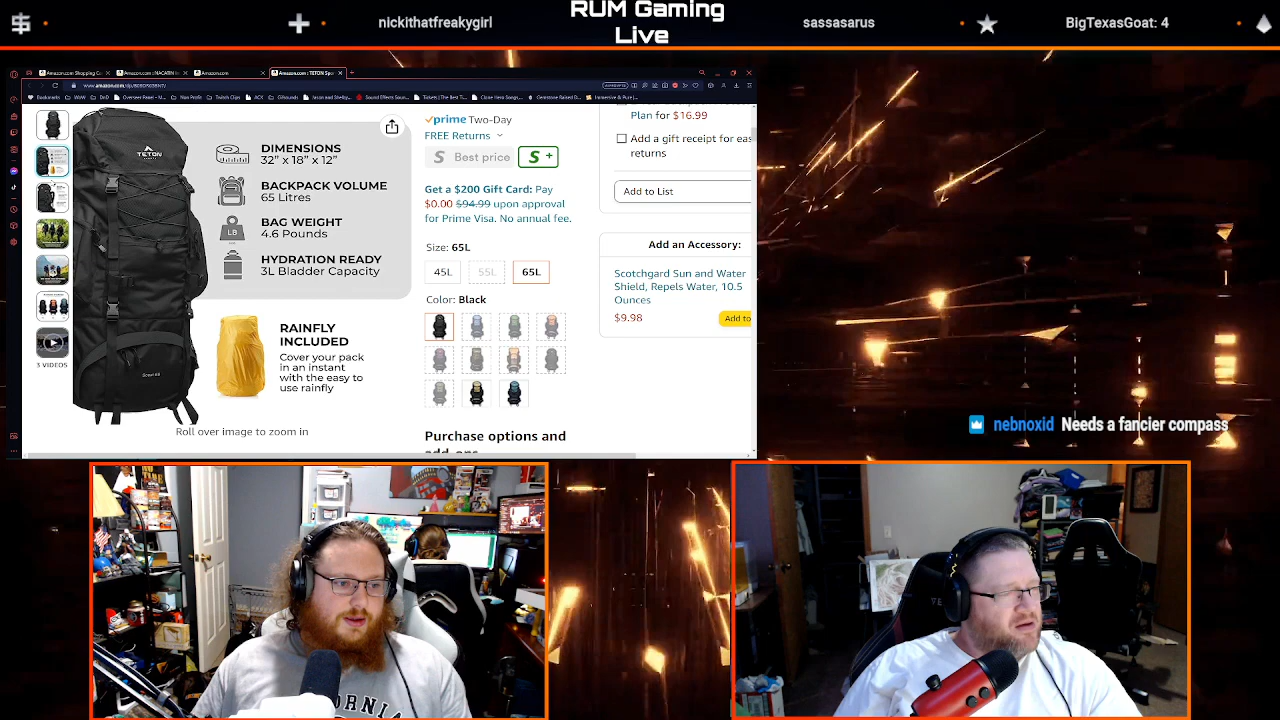 nickithatfreakygirl
RUM Gaming
Live
sassasarus
BigTexasGoat: 4
TETON
DIMENSIONS
32" x 18" x 12"
BACKPACK VOLUME
65 Litres
BAG WEIGHT
4.6 Pounds
LB
HYDRATION READY
3L Bladder Capacity
RAINFLY
INCLUDED
Cover your pack
in an instant
with the easy to
use rainfly
3 VIDEOS
Roll over image to zoom in
prime Two-Day
FREE Returns
S Best price
S +
Get a $200 Gift Card: Pay
$0.00 $94.99 upon approval
for Prime Visa. No annual fee.
Size: 65L
45L
55L
65L
Color: Black
Purchase options and
Plan for $16.99
Add a gift receipt for eas
returns
Add to List
Add an Accessory:
Scotchgard Sun and Water
Shield, Repels Water, 10.5
Ounces
$9.98
Add to
nebnoxid Needs a fancier compass